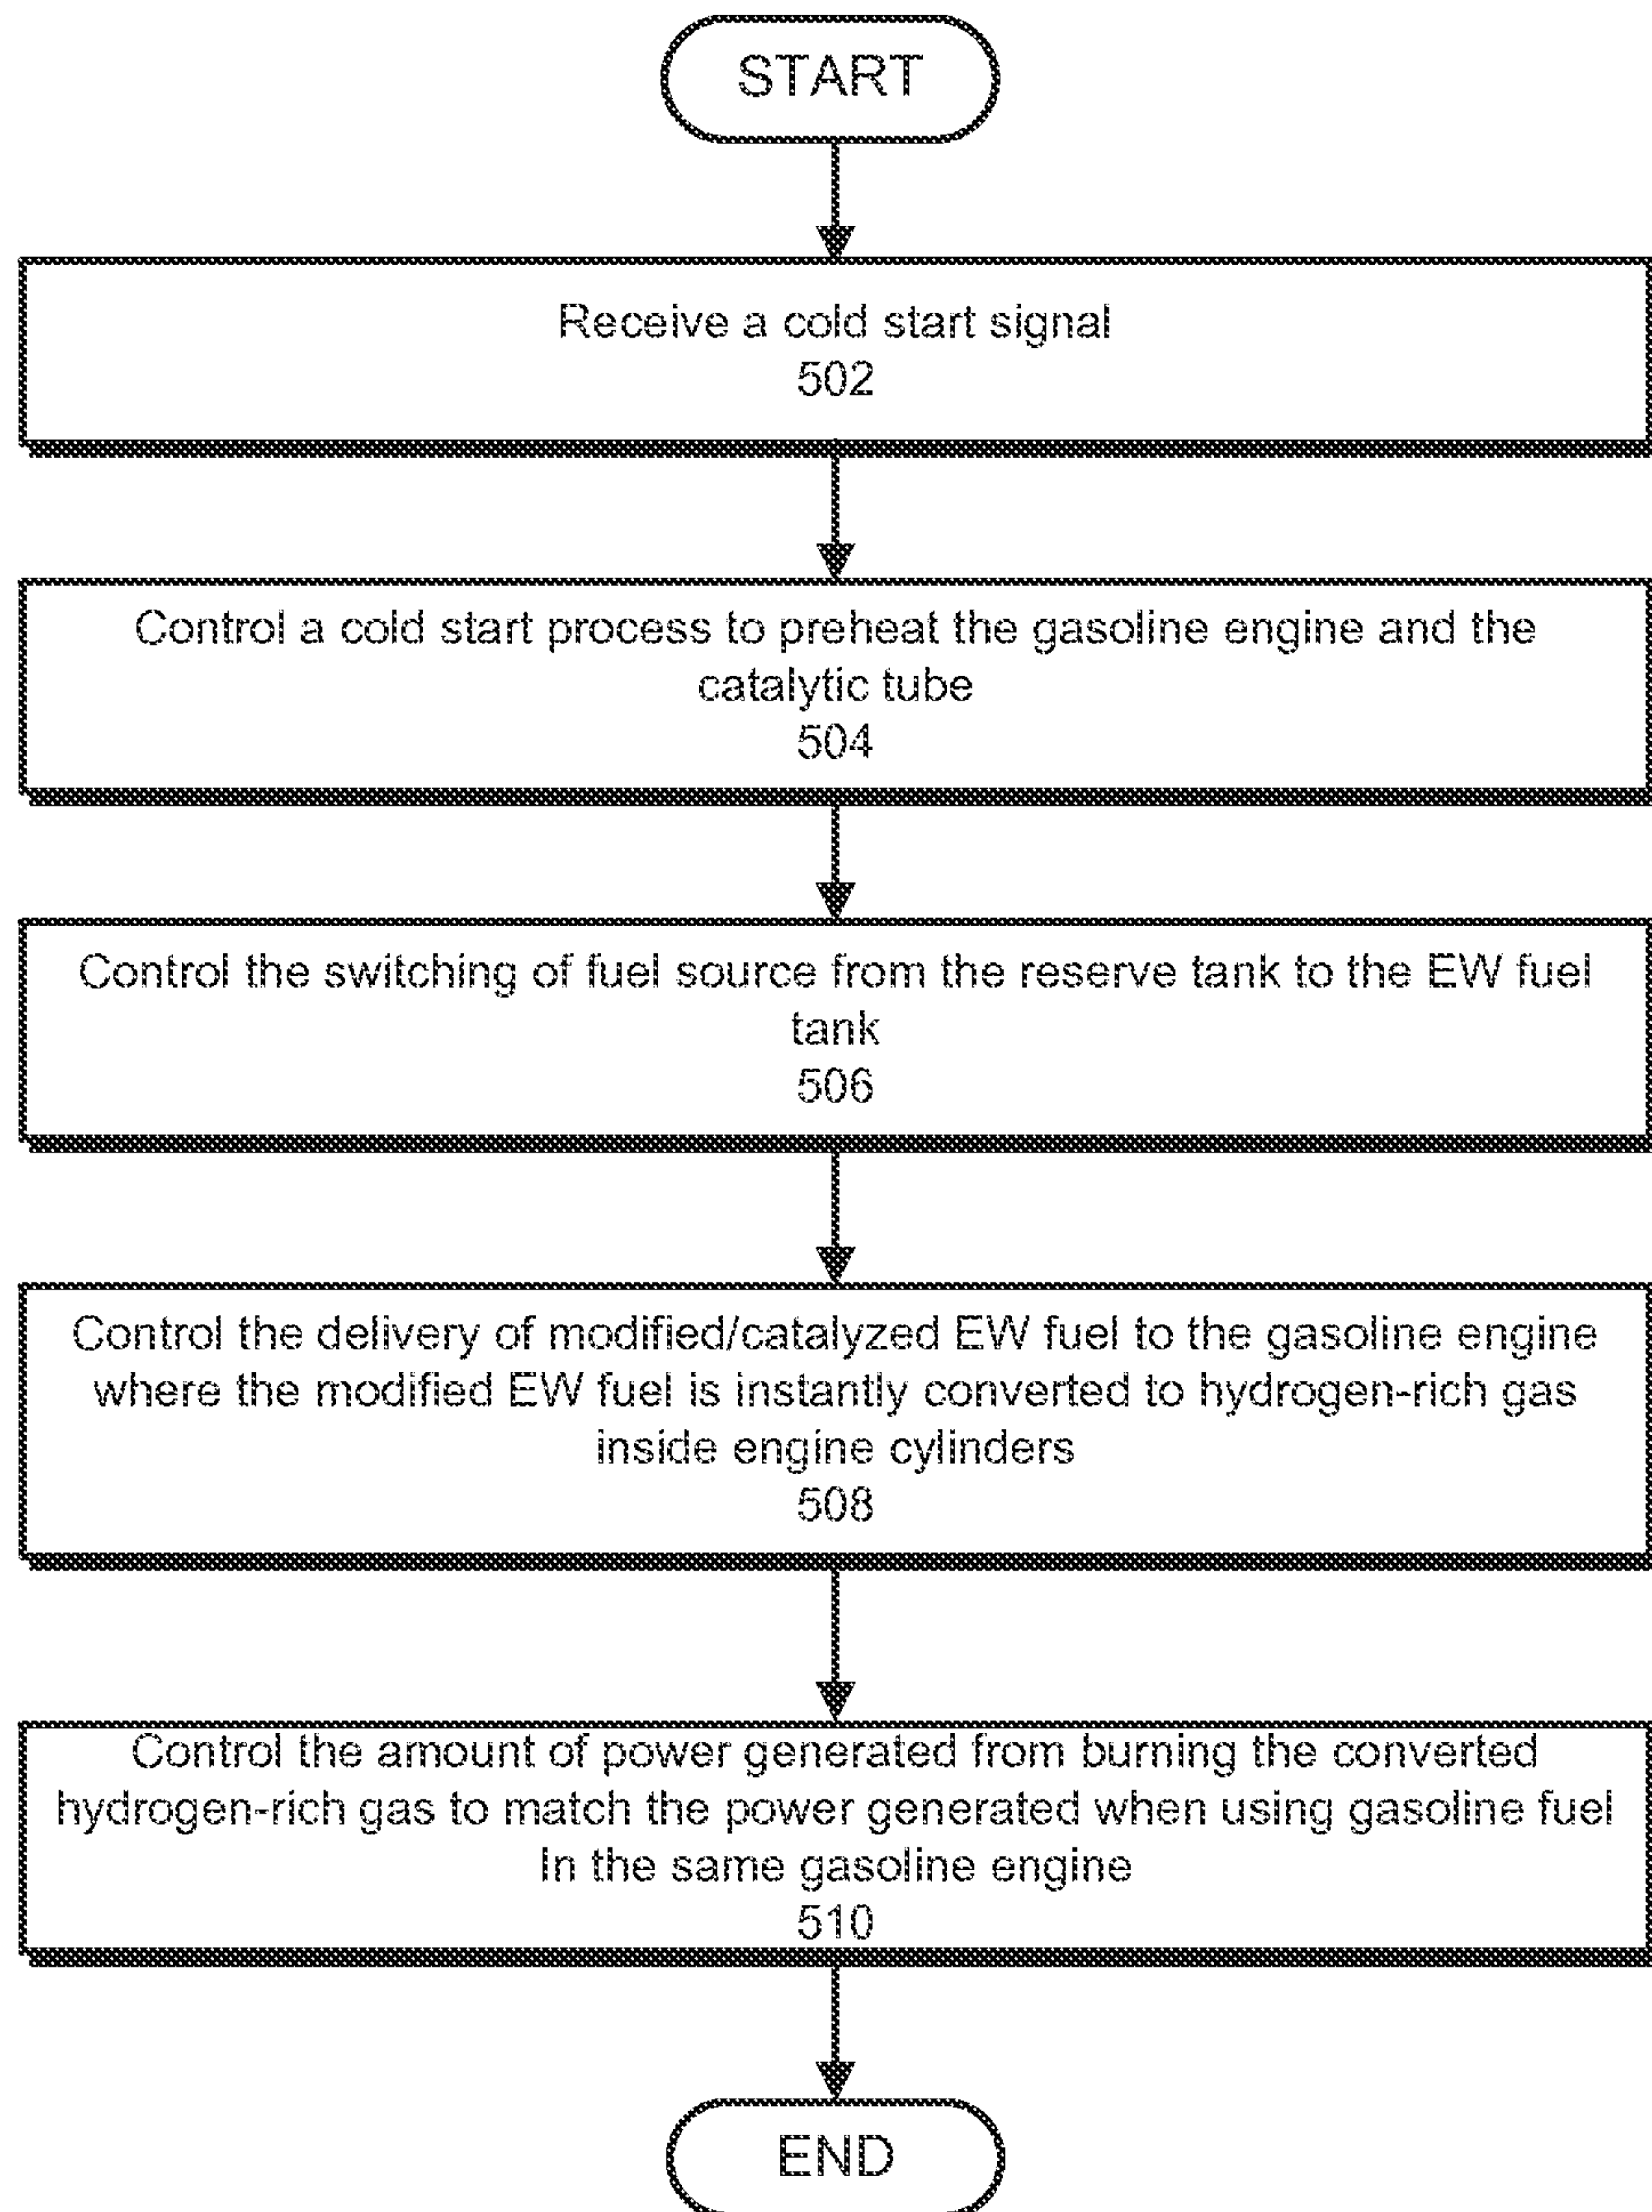 START
Receive a cold start signal
502
Control a cold start process to preheat the gasoline engine and the
catalytic tube
504
Control the switching of fuel source from the reserve tank to the EW fuel
tank
506
Control the delivery of modified/catalyzed EW fuel to the gasoline engine
where the modified EW fuel is instantly converted to hydrogen-rich gas
inside engine cylinders
508
Control the amount of power generated from burning the converted
hydrogen-rich gas to match the power generated when using gasoline fuel
In the same gasoline engine
510
END